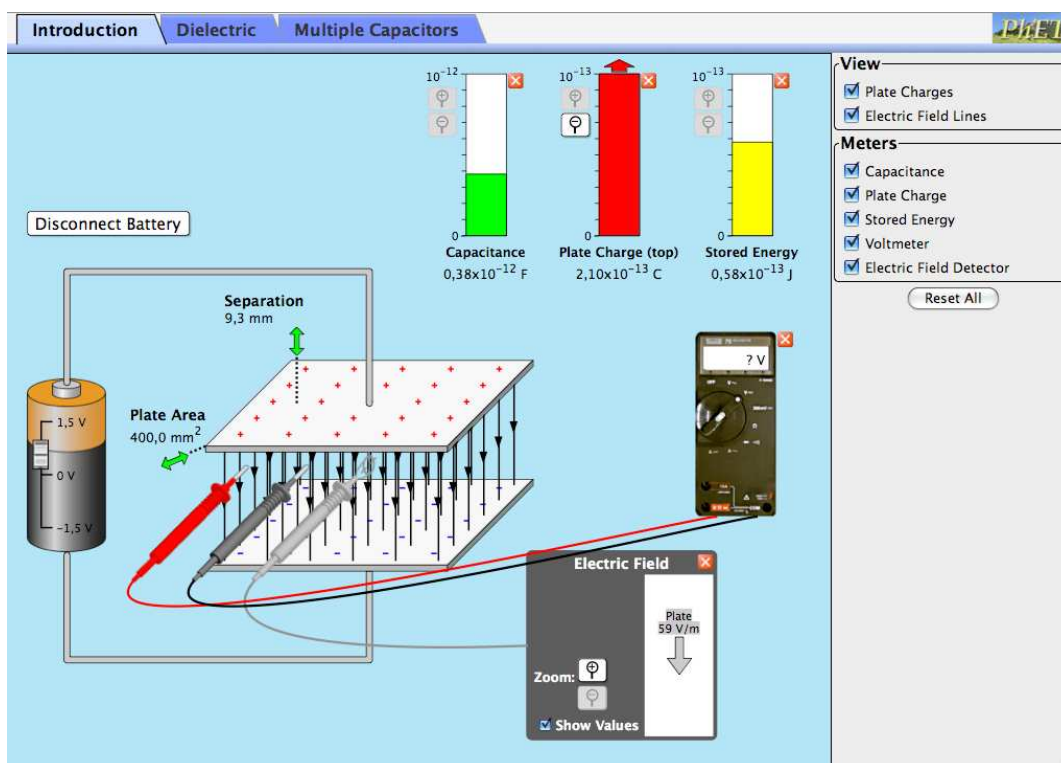 Introduction
Dielectric
Multiple Capacitors
PhET
View
Plate Charges
Electric Field Lines
Meters
Capacitance
Plate Charge
Stored Energy
Voltmeter
Electric Field Detector
Reset All
10⁻¹²
0
Capacitance
0,38x10⁻¹² F
10⁻¹³
0
Plate Charge (top)
2,10x10⁻¹³ C
10⁻¹³
0
Stored Energy
0,58x10⁻¹³ J
Disconnect Battery
Separation
9,3 mm
Plate Area
400,0 mm²
1,5 V
0 V
-1,5 V
? V
Electric Field
Plate
59 V/m
Zoom:
Show Values